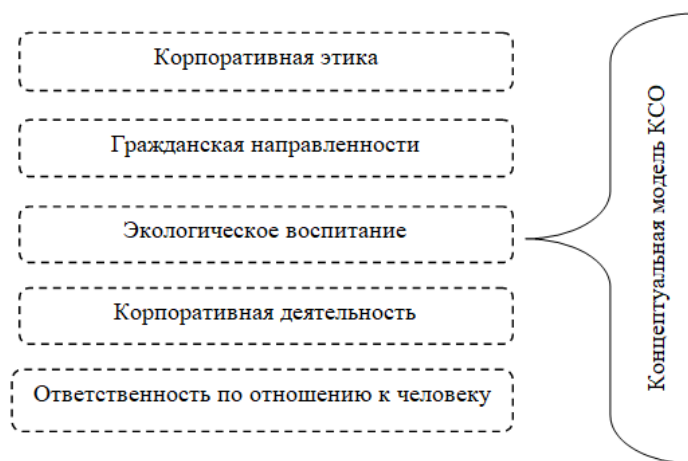 Корпоративная этика
Гражданская направленности
Экологическое воспитание
Корпоративная деятельность
Ответственность по отношению к человеку
Концептуальная модель КСО